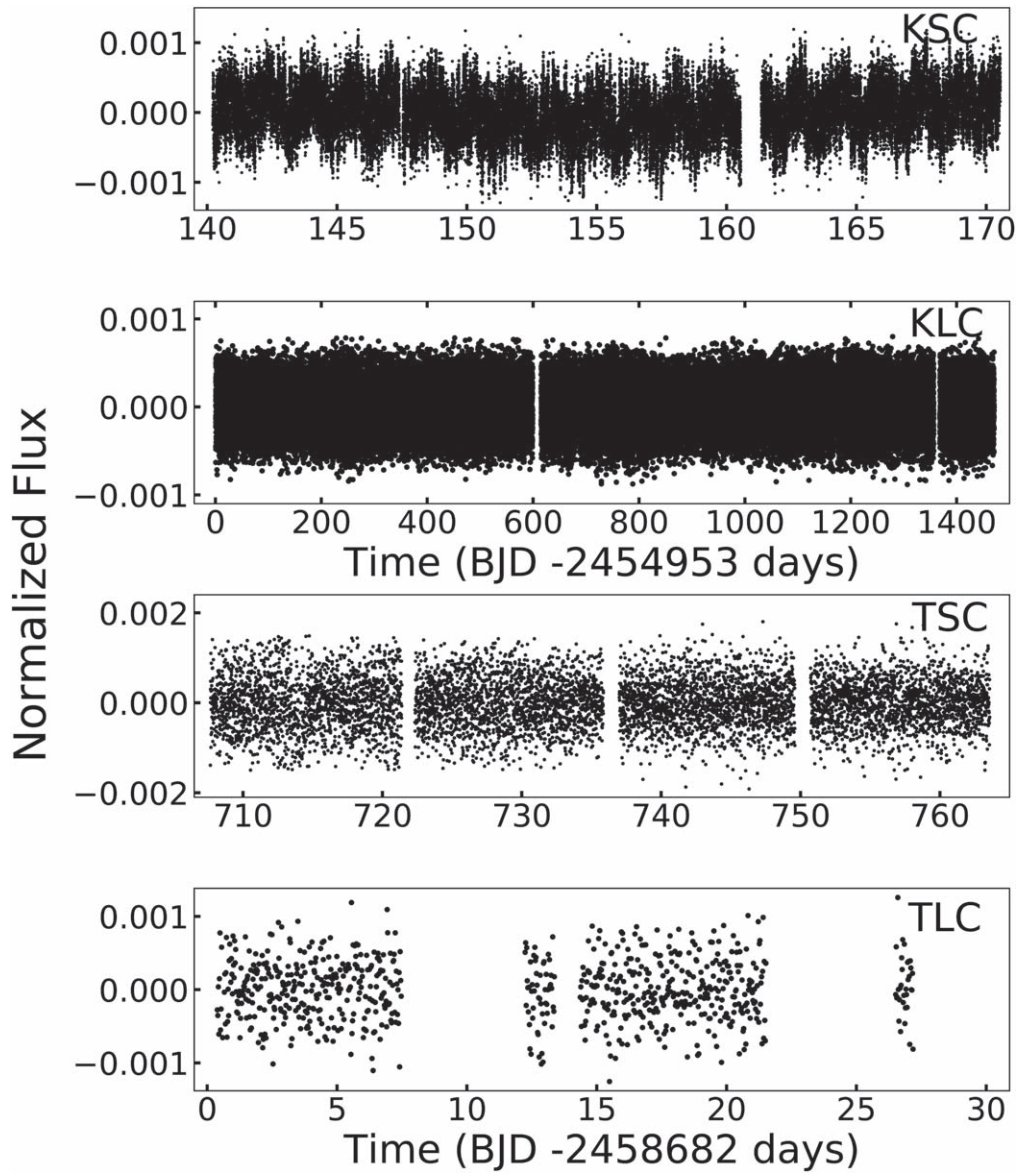 KSC
0.001
0.000
−0.001
140 145 150 155 160 165 170
KLC
0.001
0.000
−0.001
0 200 400 600 800 1000 1200 1400
Time (BJD -2454953 days)
Normalized Flux
TSC
0.002
0.000
−0.002
710 720 730 740 750 760
TLC
0.001
0.000
−0.001
0 5 10 15 20 25 30
Time (BJD -2458682 days)